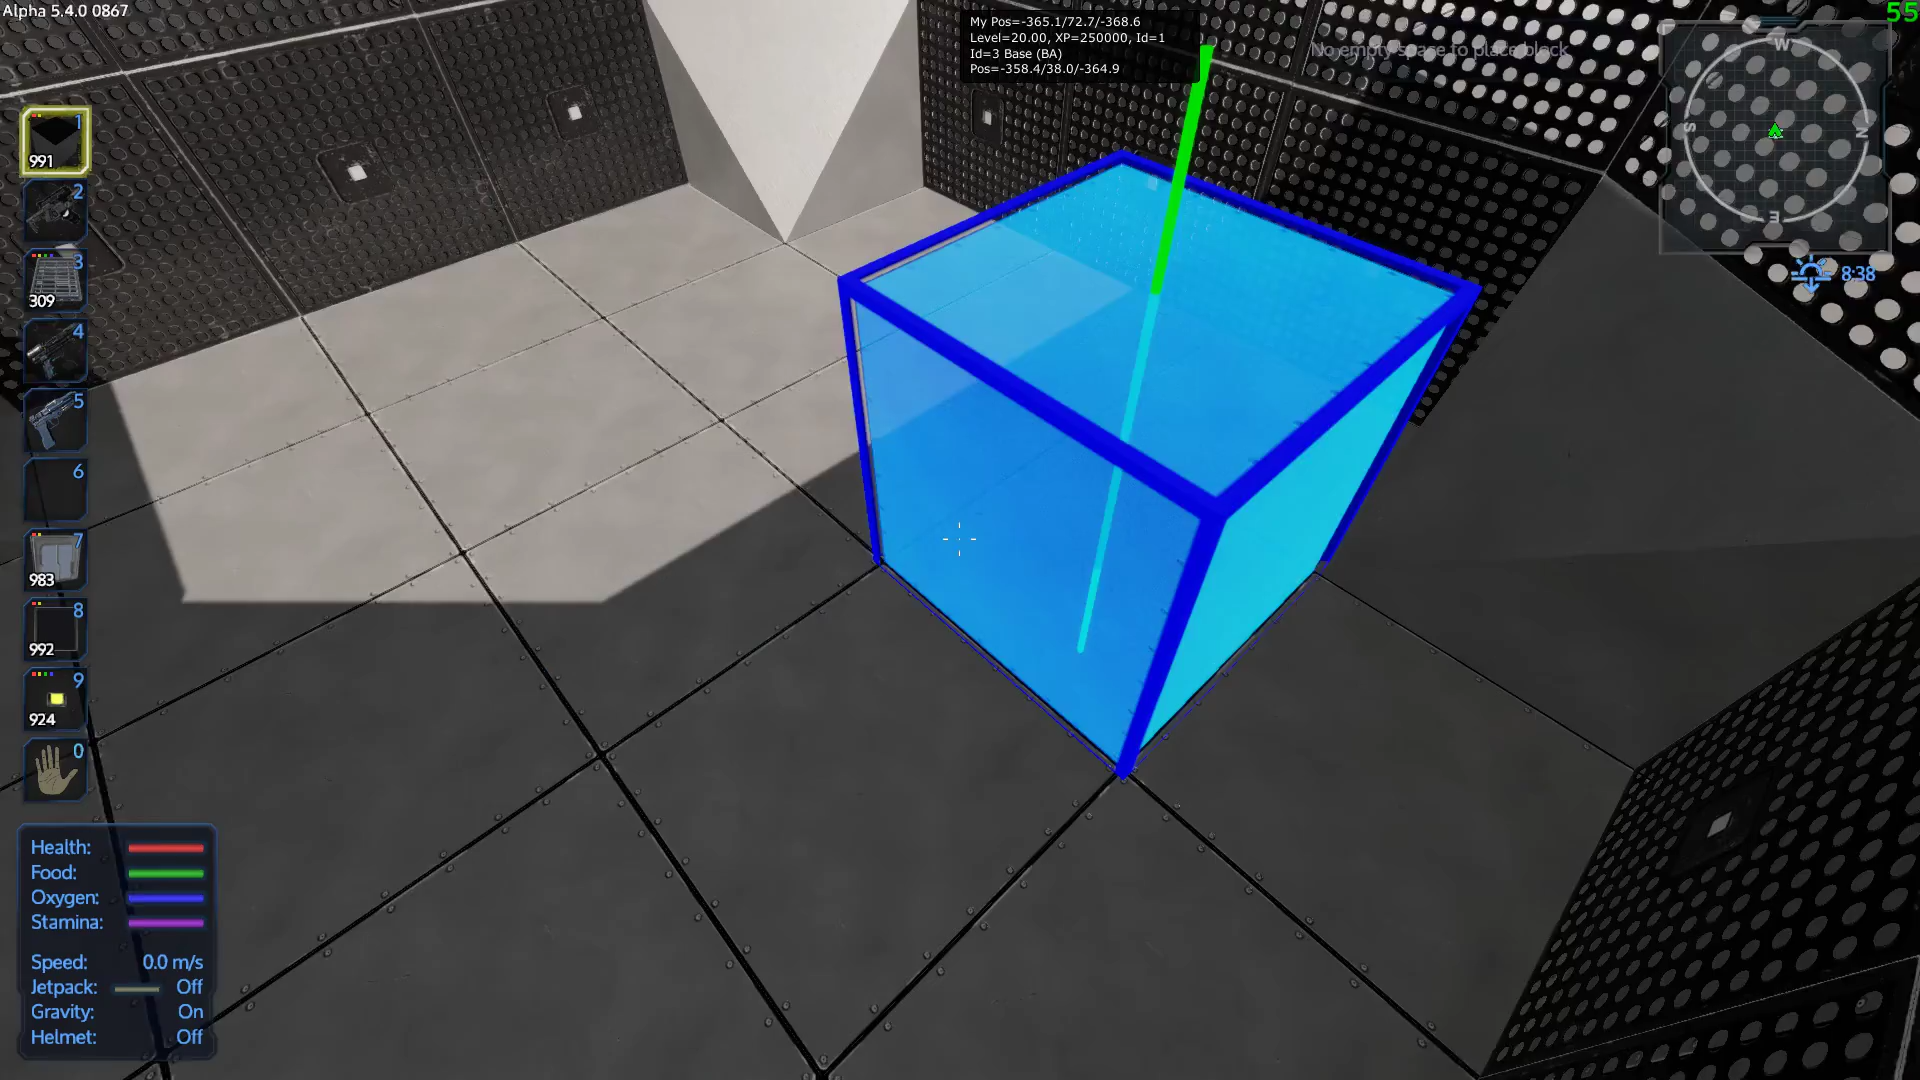 Alpha 5.4.0 0867
My Pos=-365.1/72.7/-368.6
Level=20.00, XP=250000, Id=1
Id=3 Base (BA)
Pos=-358.4/38.0/-364.9
No empty space to place block
55
W
S
N
E
8:38
1
991
2
3
309
4
5
6
7
983
8
992
9
924
0
Health:
Food:
Oxygen:
Stamina:
Speed: 0.0 m/s
Jetpack: Off
Gravity: On
Helmet: Off